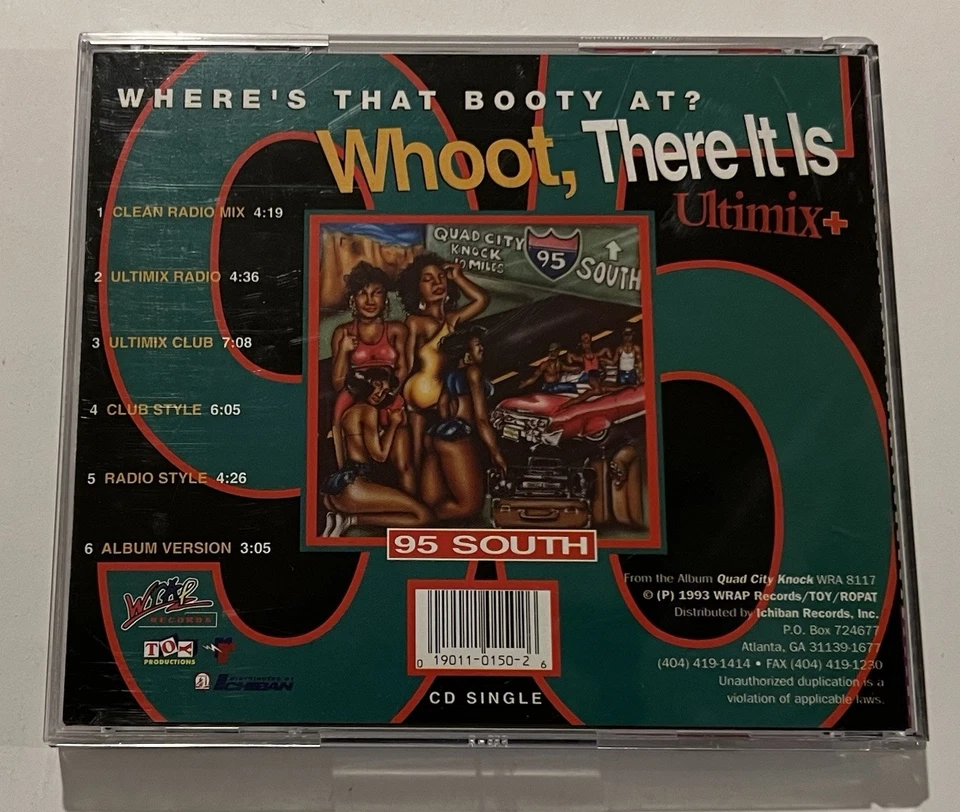 WHERE'S THAT BOOTY AT?
Whoot, There It Is
Ultimix+
1 CLEAN RADIO MIX 4:19
2 ULTIMIX RADIO 4:36
3 ULTIMIX CLUB 7:08
4 CLUB STYLE 6:05
5 RADIO STYLE 4:26
6 ALBUM VERSION 3:05
QUAD CITY
KNOCK
10 MILES
95
SOUTH
95 SOUTH
WRAP
RECORDS
TOY
PRODUCTIONS
ICHIBAN
0 19011-0150-2 6
CD SINGLE
From the Album Quad City Knock WRA 8117
© (P) 1993 WRAP Records/TOY/ROPAT
Distributed by Ichiban Records, Inc.
P.O. Box 724677
Atlanta, GA 31139-1677
(404) 419-1414 • FAX (404) 419-1230
Unauthorized duplication is a
violation of applicable laws.